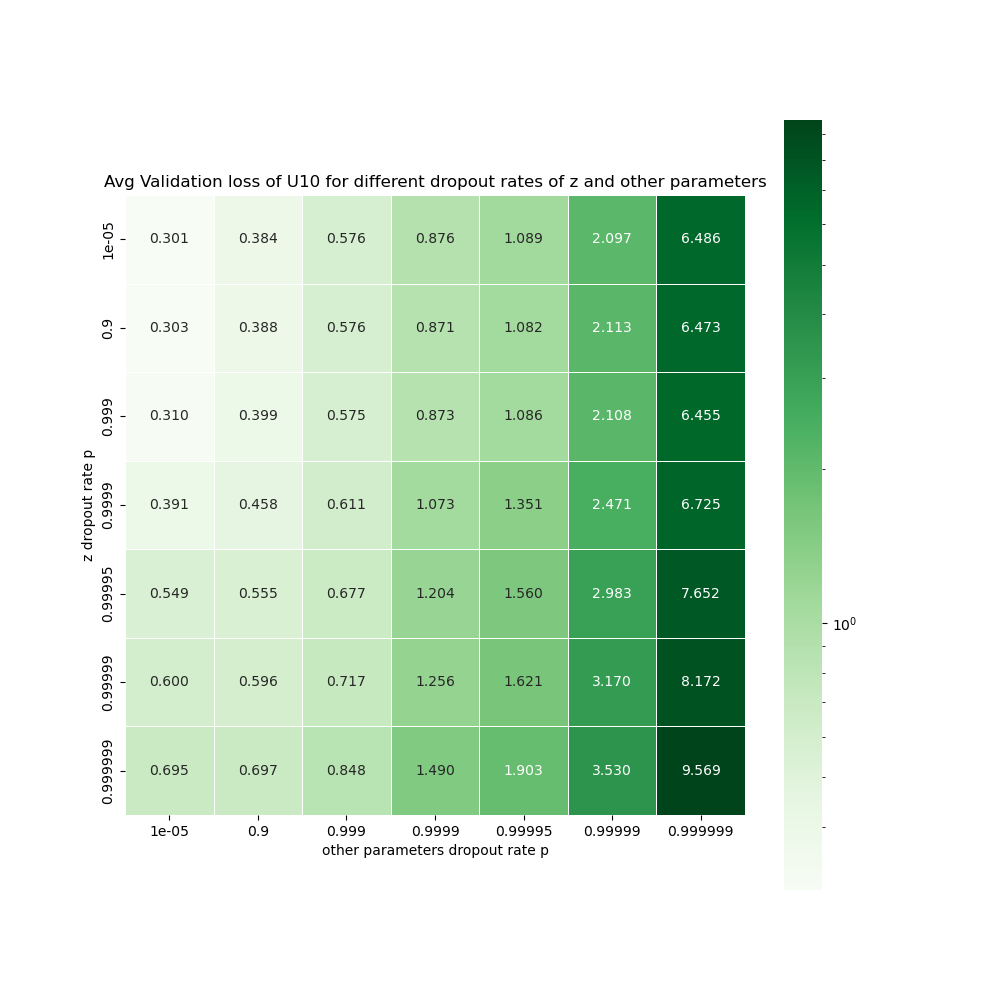 Avg Validation loss of U10 for different dropout rates of z and other parameters
1e-05 0.301 0.384 0.576 0.876 1.089 2.097 6.486
0.9 0.303 0.388 0.576 0.871 1.082 2.113 6.473
0.999 0.310 0.399 0.575 0.873 1.086 2.108 6.455
0.9999 0.391 0.458 0.611 1.073 1.351 2.471 6.725
0.99995 0.549 0.555 0.677 1.204 1.560 2.983 7.652
0.99999 0.600 0.596 0.717 1.256 1.621 3.170 8.172
0.999999 0.695 0.697 0.848 1.490 1.903 3.530 9.569
z dropout rate p
1e-05 0.9 0.999 0.9999 0.99995 0.99999 0.999999
other parameters dropout rate p
10⁰